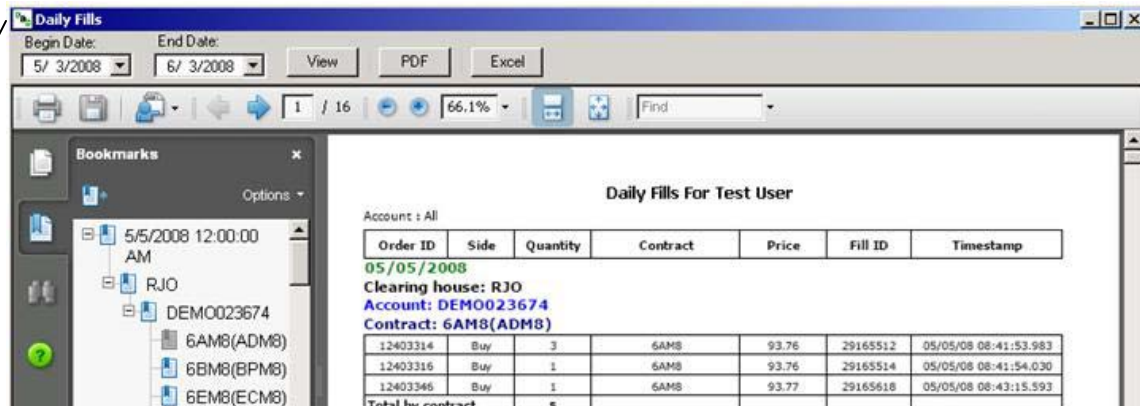 Daily Fills
Begin Date: End Date:
5/ 3/2008 6/ 3/2008 View PDF Excel
1 / 16 66.1% Find
Bookmarks x
Options
5/5/2008 12:00:00
AM
RJO
DEMO023674
6AM8(ADM8)
6BM8(BPM8)
6EM8(ECM8)
Daily Fills For Test User
Account : All
Order ID Side Quantity Contract Price Fill ID Timestamp
05/05/2008
Clearing house: RJO
Account: DEMO023674
Contract: 6AM8(ADM8)
12403314 Buy 3 6AM8 93.76 29165512 05/05/08 08:41:53.983
12403316 Buy 1 6AM8 93.76 29165514 05/05/08 08:41:54.030
12403346 Buy 1 6AM8 93.77 29165618 05/05/08 08:43:15.593
Total by contract 5